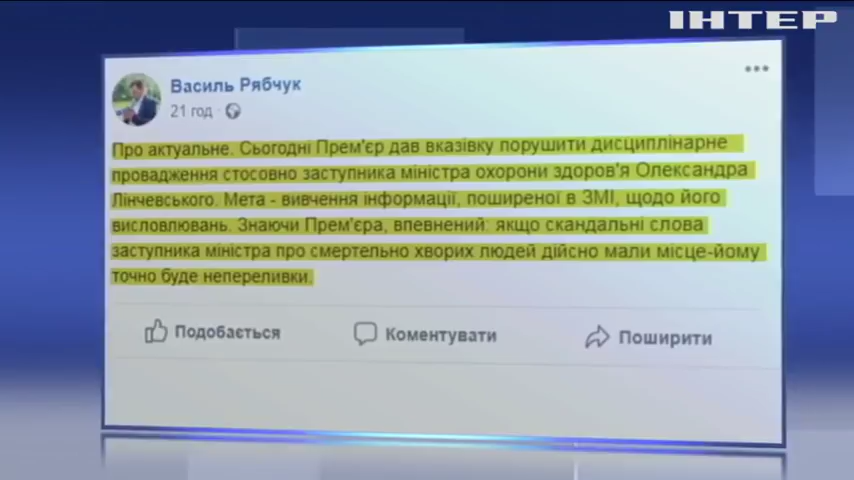 ІНТЕР
Василь Рябчук
21 год ·
Про актуальне. Сьогодні Прем'єр дав вказівку порушити дисциплінарне
провадження стосовно заступника міністра охорони здоров'я Олександра
Лінчевського. Мета - вивчення інформації, поширеної в ЗМІ, щодо його
висловлювань. Знаючи Прем'єра, впевнений: якщо скандальні слова
заступника міністра про смертельно хворих людей дійсно мали місце-йому
точно буде непереливки.
Подобається
Коментувати
Поширити